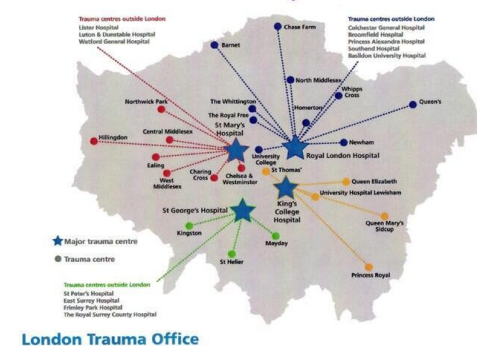 Trauma centres outside London
Lister Hospital
Luton & Dunstable Hospital
Watford General Hospital
Trauma centres outside London
Colchester General Hospital
Broomfield Hospital
Princess Alexandra Hospital
Southend Hospital
Basildon University Hospital
Chase Farm
Barnet
North Middlesex
Whipps
Cross
Queen's
Northwick Park
The Whittington
Homerton
The Royal Free
St Mary's
Hospital
Central Middlesex
Hillingdon
Newham
Royal London Hospital
University
College
St Thomas'
Ealing
West
Middlesex
Charing
Cross
Chelsea &
Westminster
Queen Elizabeth
University Hospital Lewisham
King's
College
Hospital
St George's Hospital
Queen Mary's
Sidcup
Kingston
Mayday
St Helier
Princess Royal
Major trauma centre
Trauma centre
Trauma centres outside London
St Peter's Hospital
East Surrey Hospital
Frimley Park Hospital
The Royal Surrey County Hospital
London Trauma Office